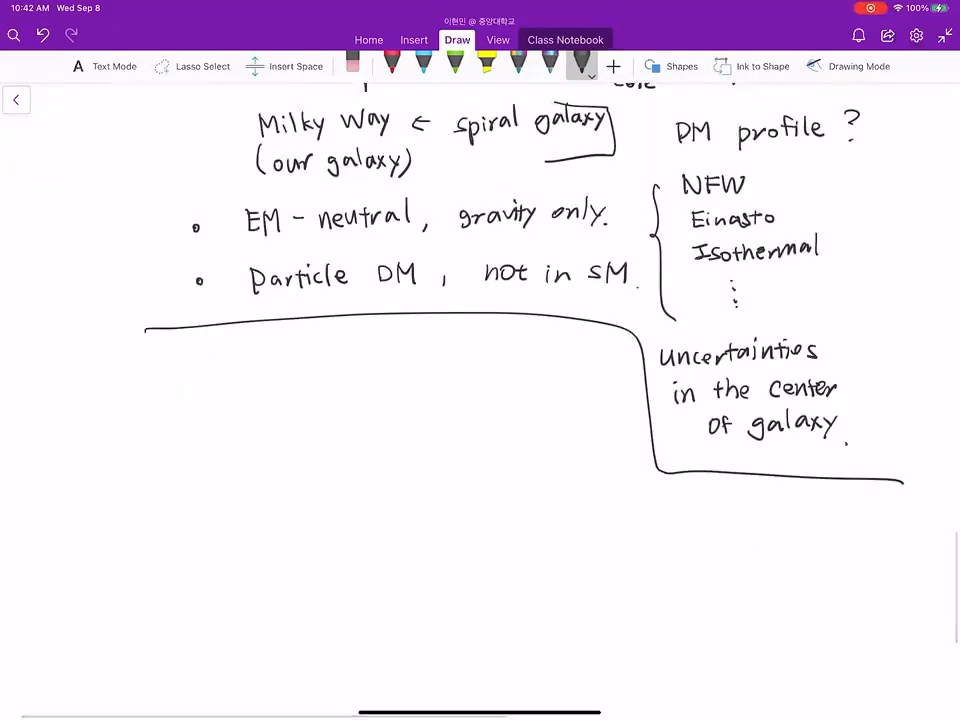 10:42 AM Wed Sep 8
100%
이현민 @ 중앙대학교
Home Insert Draw View Class Notebook
A Text Mode Lasso Select Insert Space Shapes Ink to Shape Drawing Mode
Milky Way ← spiral galaxy
(our galaxy)
• EM-neutral, gravity only.
• particle DM, not in SM.
DM profile?
NFW
Einasto
Isothermal
⋮
uncertainties
in the center
of galaxy.